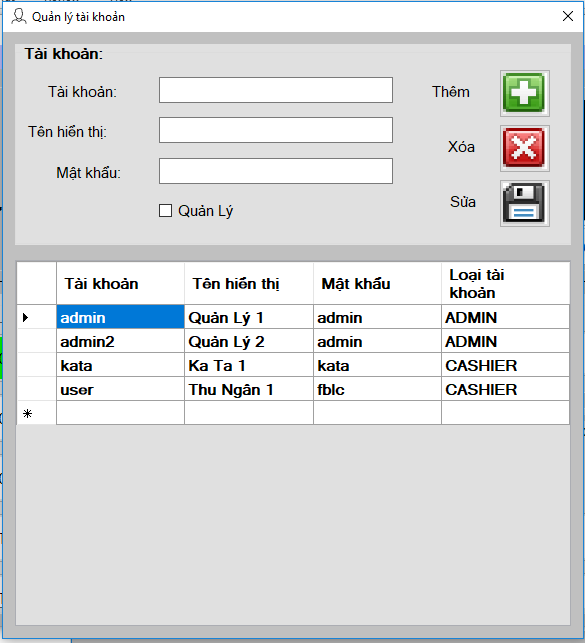 Quản lý tài khoản
Tài khoản:
Tài khoản:
Thêm
Tên hiển thị:
Xóa
Mật khẩu:
Sửa
Quản Lý
Tài khoản Tên hiển thị Mật khẩu Loại tài khoản
admin Quản Lý 1 admin ADMIN
admin2 Quản Lý 2 admin ADMIN
kata Ka Ta 1 kata CASHIER
user Thu Ngân 1 fblc CASHIER